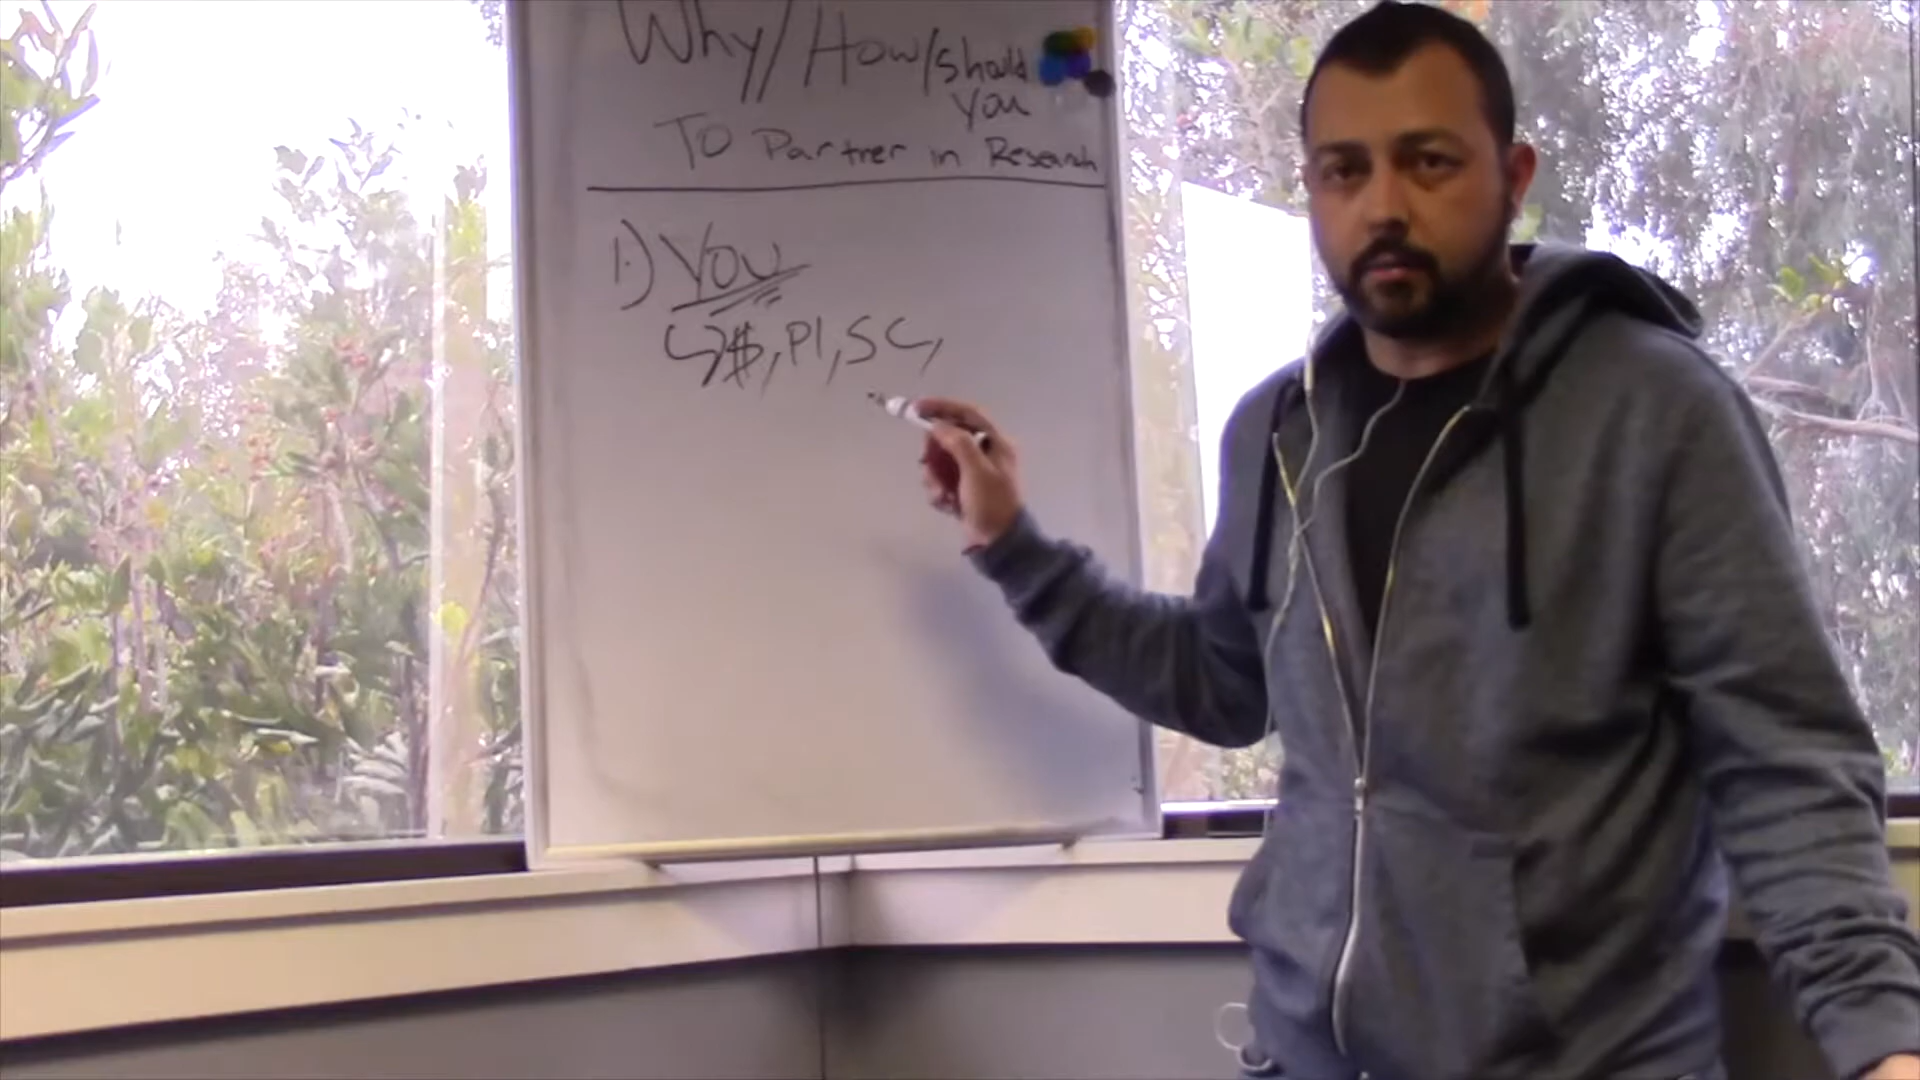 Why/How/should
you
To Partner in Research
1.) You
↳$, PI, SC,